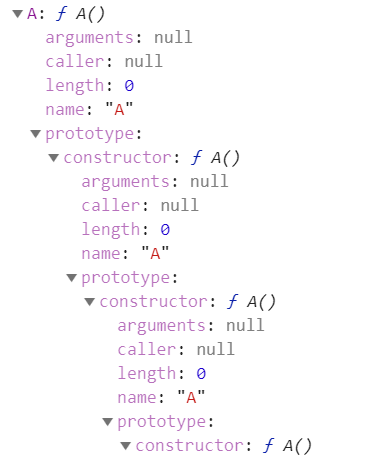 A: ƒ A()
arguments: null
caller: null
length: 0
name: "A"
prototype:
constructor: ƒ A()
arguments: null
caller: null
length: 0
name: "A"
prototype:
constructor: ƒ A()
arguments: null
caller: null
length: 0
name: "A"
prototype:
constructor: ƒ A()